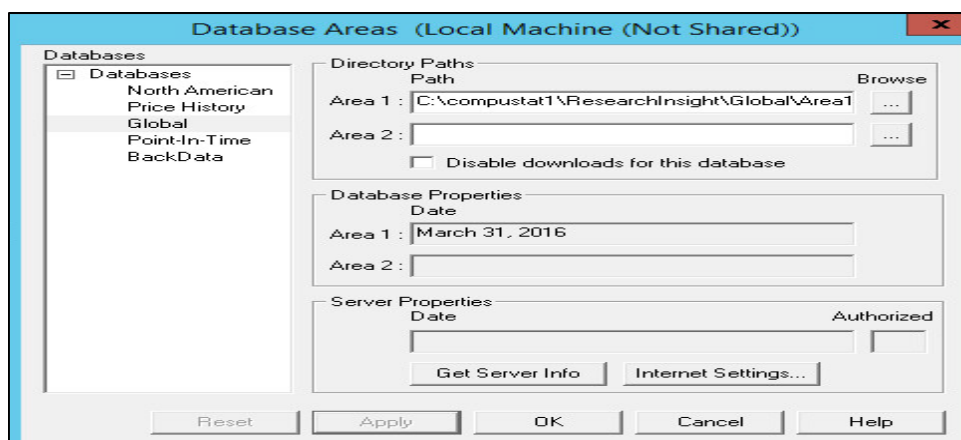 Database Areas (Local Machine (Not Shared))
Databases
Databases
North American
Price History
Global
Point-In-Time
BackData
Directory Paths
Path Browse
Area 1 : C:\compustat1\ResearchInsight\Global\Area1 ...
Area 2 : ...
Disable downloads for this database
Database Properties
Date
Area 1 : March 31, 2016
Area 2 :
Server Properties
Date Authorized
Get Server Info Internet Settings...
Reset Apply OK Cancel Help